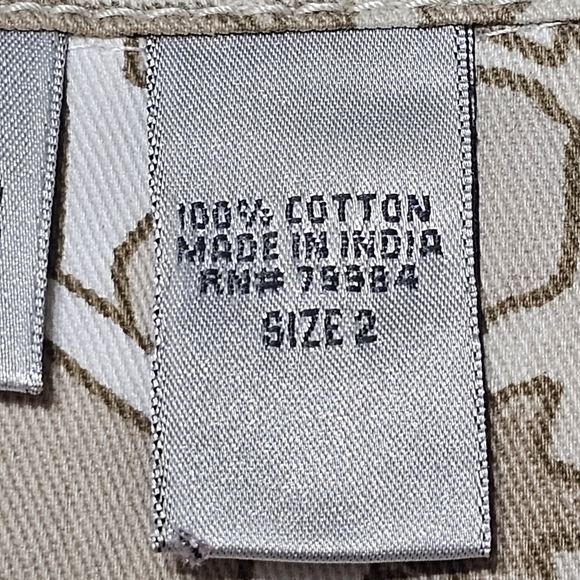 100% COTTON
MADE IN INDIA
RN# 79984
SIZE 2